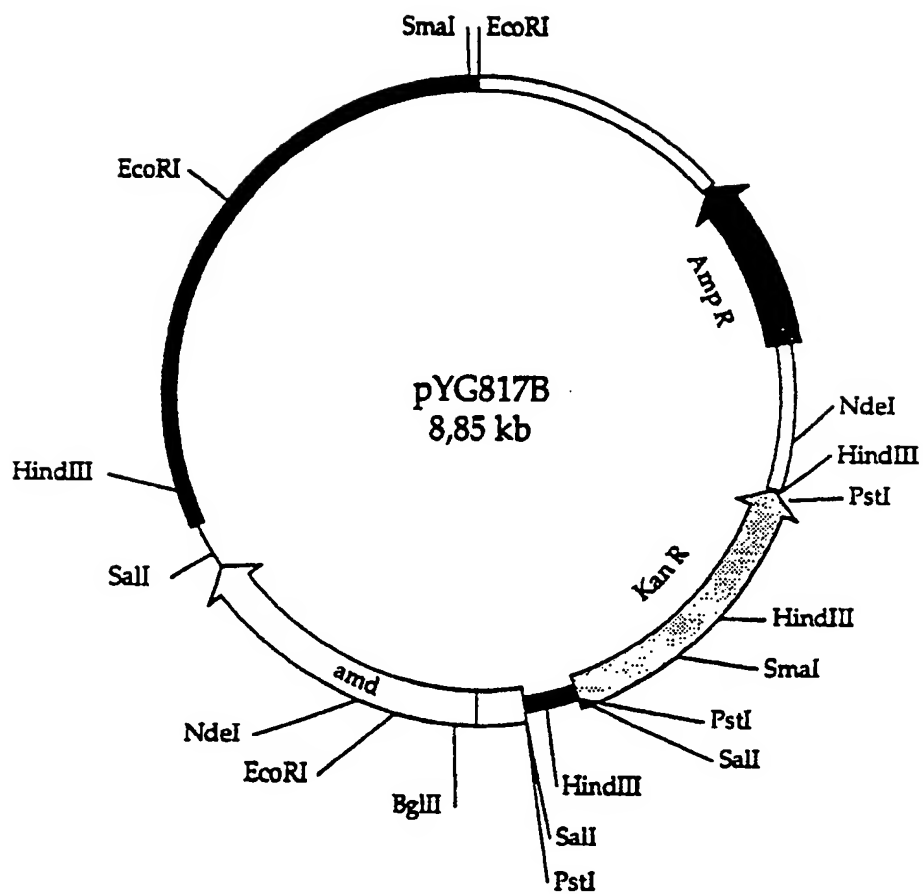 SmaI
EcoRI
EcoRI
Amp R
pYG817B
8,85 kb
NdeI
HindIII
PstI
HindIII
Kan R
SalI
HindIII
SmaI
amd
PstI
NdeI
SalI
EcoRI
HindIII
BglII
SalI
PstI